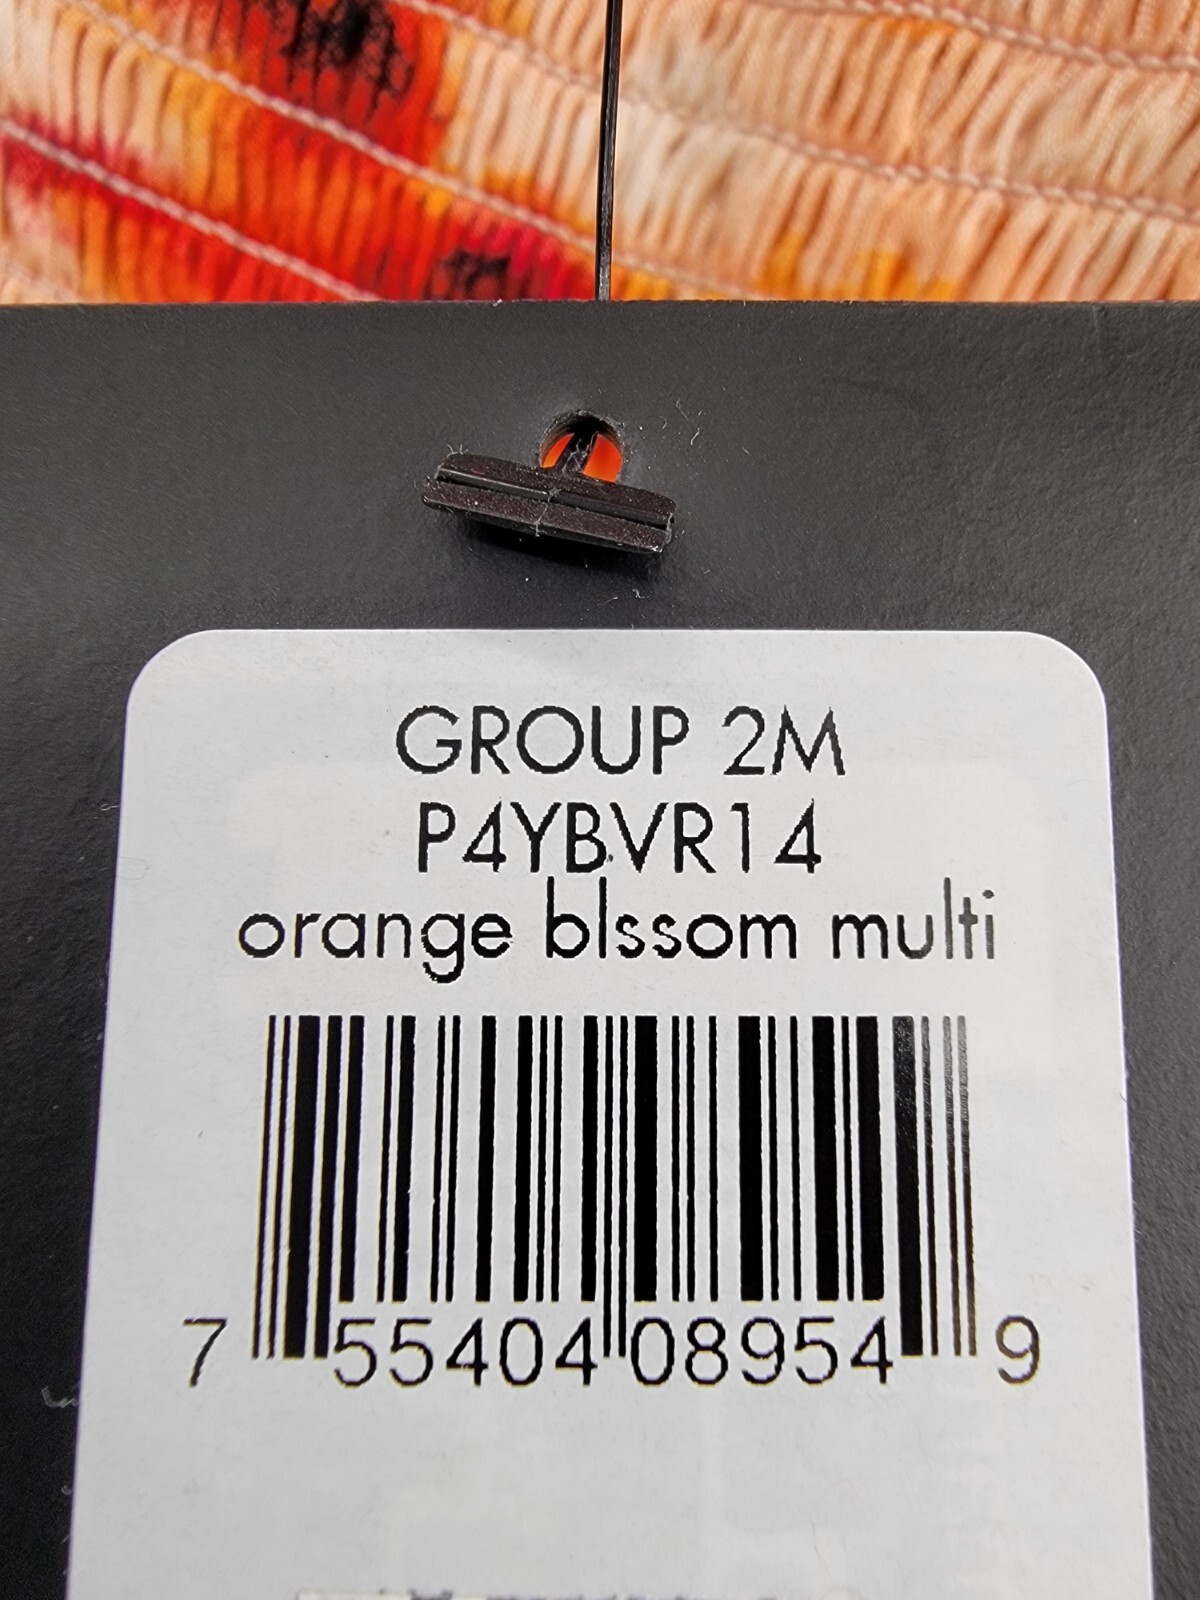 GROUP 2M
P4YBVR14
orange blssom multi
7 55404 08954 9